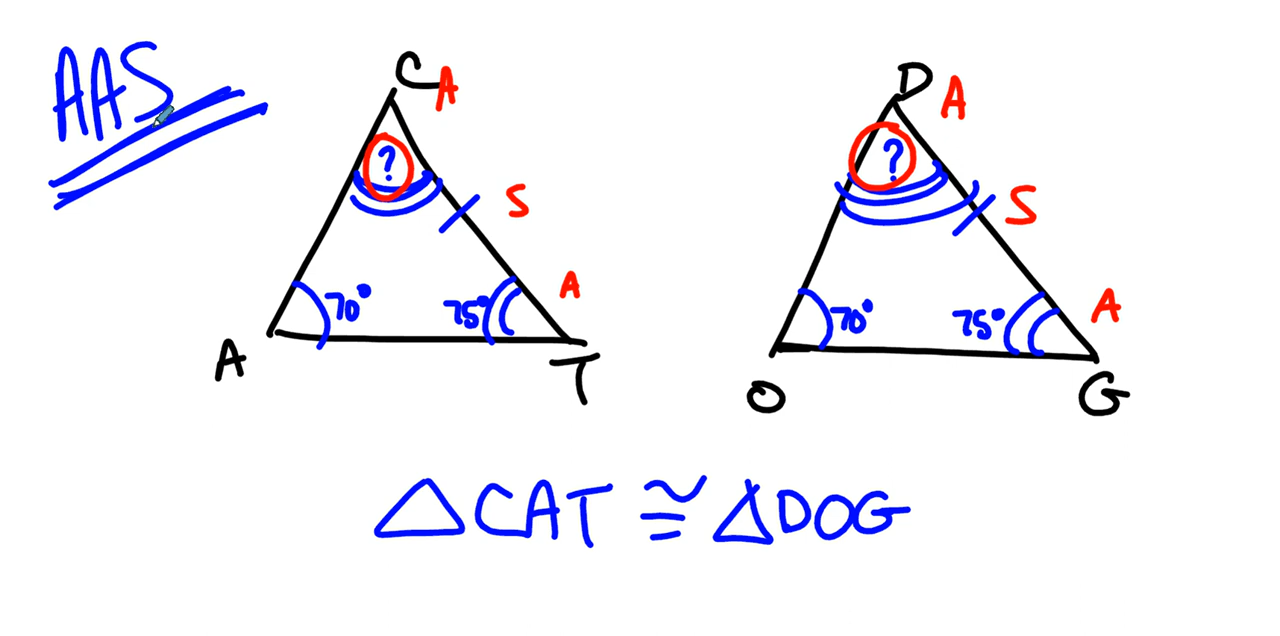 AAS
C A D A
? ?
S S
70° 75° A 70° 75° A
A T O G
△CAT ≅ △DOG